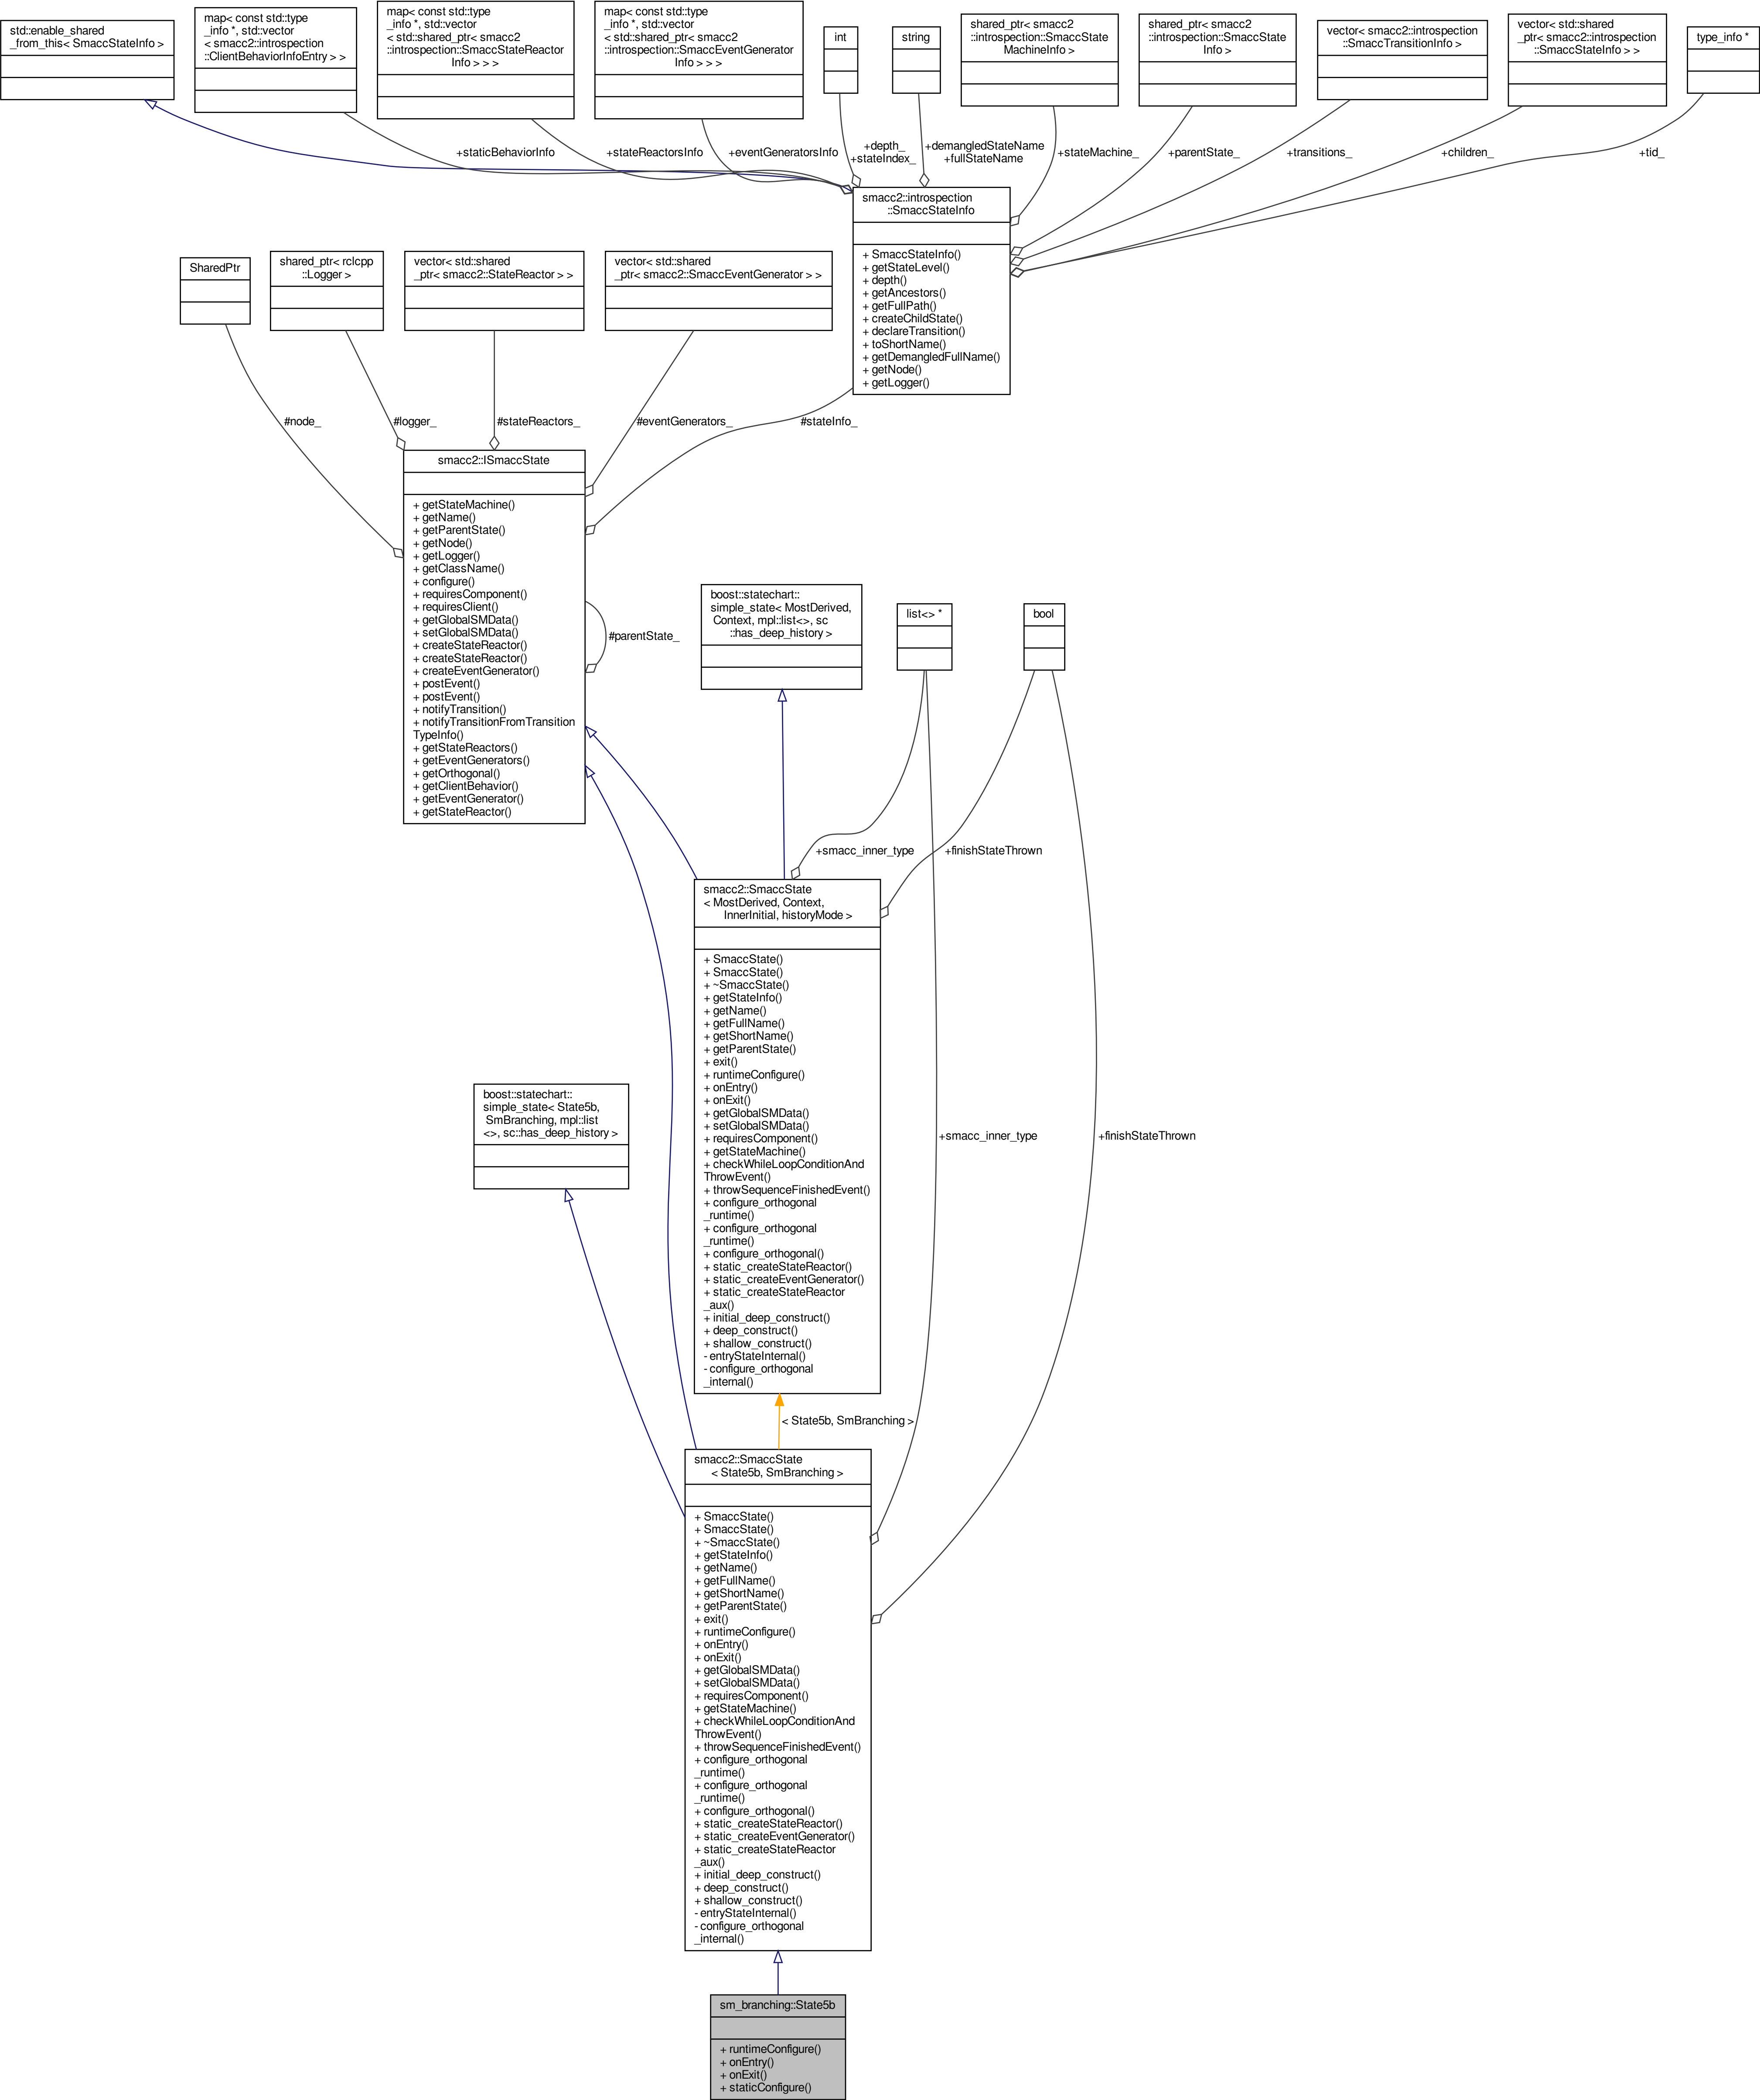 std::enable_shared
_from_this< SmaccStateInfo >
map< const std::type
_info *, std::vector
< smacc2::introspection
::ClientBehaviorInfoEntry > >
map< const std::type
_info *, std::vector
< std::shared_ptr< smacc2
::introspection::SmaccStateReactor
Info > > >
map< const std::type
_info *, std::vector
< std::shared_ptr< smacc2
::introspection::SmaccEventGenerator
Info > > >
int
string
shared_ptr< smacc2
::introspection::SmaccState
MachineInfo >
shared_ptr< smacc2
::introspection::SmaccState
Info >
vector< smacc2::introspection
::SmaccTransitionInfo >
vector< std::shared
_ptr< smacc2::introspection
::SmaccStateInfo > >
type_info *
+staticBehaviorInfo
+stateReactorsInfo
+eventGeneratorsInfo
+depth_
+stateIndex_
+demangledStateName
+fullStateName
+stateMachine_
+parentState_
+transitions_
+children_
+tid_
smacc2::introspection
::SmaccStateInfo
+ SmaccStateInfo()
+ getStateLevel()
+ depth()
+ getAncestors()
+ getFullPath()
+ createChildState()
+ declareTransition()
+ toShortName()
+ getDemangledFullName()
+ getNode()
+ getLogger()
SharedPtr
shared_ptr< rclcpp
::Logger >
vector< std::shared
_ptr< smacc2::StateReactor > >
vector< std::shared
_ptr< smacc2::SmaccEventGenerator > >
#node_
#logger_
#stateReactors_
#eventGenerators_
#stateInfo_
smacc2::ISmaccState
+ getStateMachine()
+ getName()
+ getParentState()
+ getNode()
+ getLogger()
+ getClassName()
+ configure()
+ requiresComponent()
+ requiresClient()
+ getGlobalSMData()
+ setGlobalSMData()
+ createStateReactor()
+ createStateReactor()
+ createEventGenerator()
+ postEvent()
+ postEvent()
+ notifyTransition()
+ notifyTransitionFromTransition
TypeInfo()
+ getStateReactors()
+ getEventGenerators()
+ getOrthogonal()
+ getClientBehavior()
+ getEventGenerator()
+ getStateReactor()
#parentState_
boost::statechart::
simple_state< MostDerived,
Context, mpl::list<>, sc
::has_deep_history >
list<> *
bool
+smacc_inner_type
+finishStateThrown
smacc2::SmaccState
< MostDerived, Context,
InnerInitial, historyMode >
+ SmaccState()
+ SmaccState()
+ ~SmaccState()
+ getStateInfo()
+ getName()
+ getFullName()
+ getShortName()
+ getParentState()
+ exit()
+ runtimeConfigure()
+ onEntry()
+ onExit()
+ getGlobalSMData()
+ setGlobalSMData()
+ requiresComponent()
+ getStateMachine()
+ checkWhileLoopConditionAnd
ThrowEvent()
+ throwSequenceFinishedEvent()
+ configure_orthogonal
_runtime()
+ configure_orthogonal
_runtime()
+ configure_orthogonal()
+ static_createStateReactor()
+ static_createEventGenerator()
+ static_createStateReactor
_aux()
+ initial_deep_construct()
+ deep_construct()
+ shallow_construct()
- entryStateInternal()
- configure_orthogonal
_internal()
boost::statechart::
simple_state< State5b,
SmBranching, mpl::list
<>, sc::has_deep_history >
+smacc_inner_type
+finishStateThrown
< State5b, SmBranching >
smacc2::SmaccState
< State5b, SmBranching >
+ SmaccState()
+ SmaccState()
+ ~SmaccState()
+ getStateInfo()
+ getName()
+ getFullName()
+ getShortName()
+ getParentState()
+ exit()
+ runtimeConfigure()
+ onEntry()
+ onExit()
+ getGlobalSMData()
+ setGlobalSMData()
+ requiresComponent()
+ getStateMachine()
+ checkWhileLoopConditionAnd
ThrowEvent()
+ throwSequenceFinishedEvent()
+ configure_orthogonal
_runtime()
+ configure_orthogonal
_runtime()
+ configure_orthogonal()
+ static_createStateReactor()
+ static_createEventGenerator()
+ static_createStateReactor
_aux()
+ initial_deep_construct()
+ deep_construct()
+ shallow_construct()
- entryStateInternal()
- configure_orthogonal
_internal()
sm_branching::State5b
+ runtimeConfigure()
+ onEntry()
+ onExit()
+ staticConfigure()